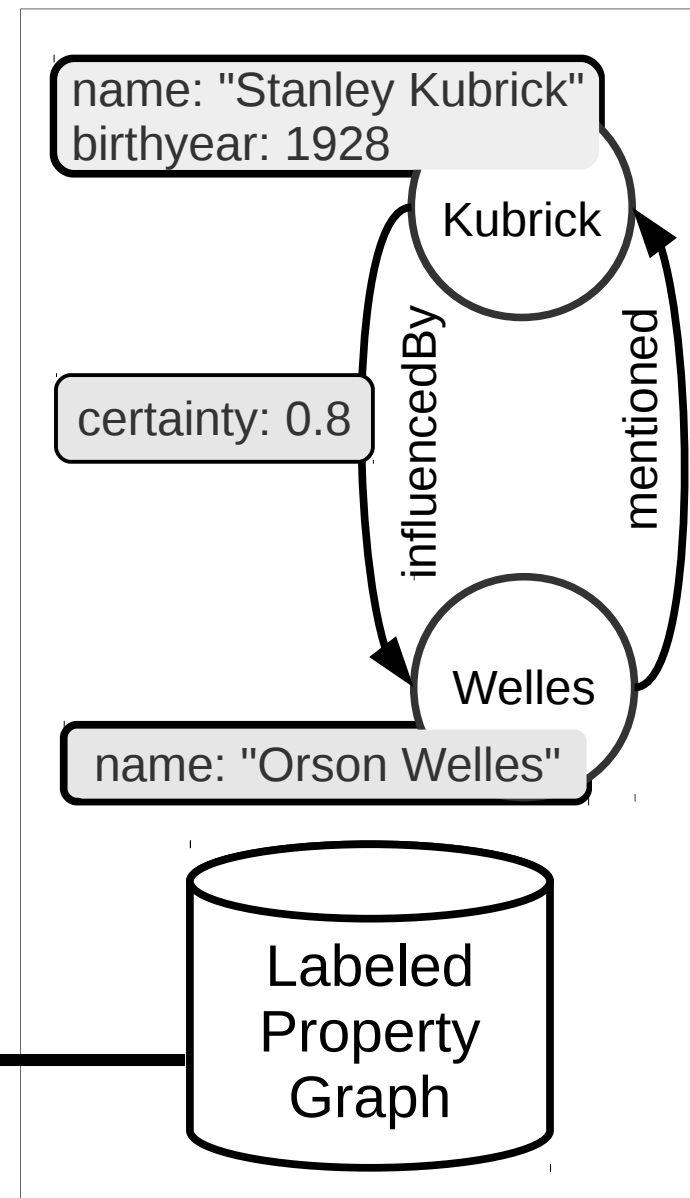 name: "Stanley Kubrick"
birthyear: 1928
Kubrick
influencedBy
mentioned
certainty: 0.8
Welles
name: "Orson Welles"
Labeled
Property
Graph